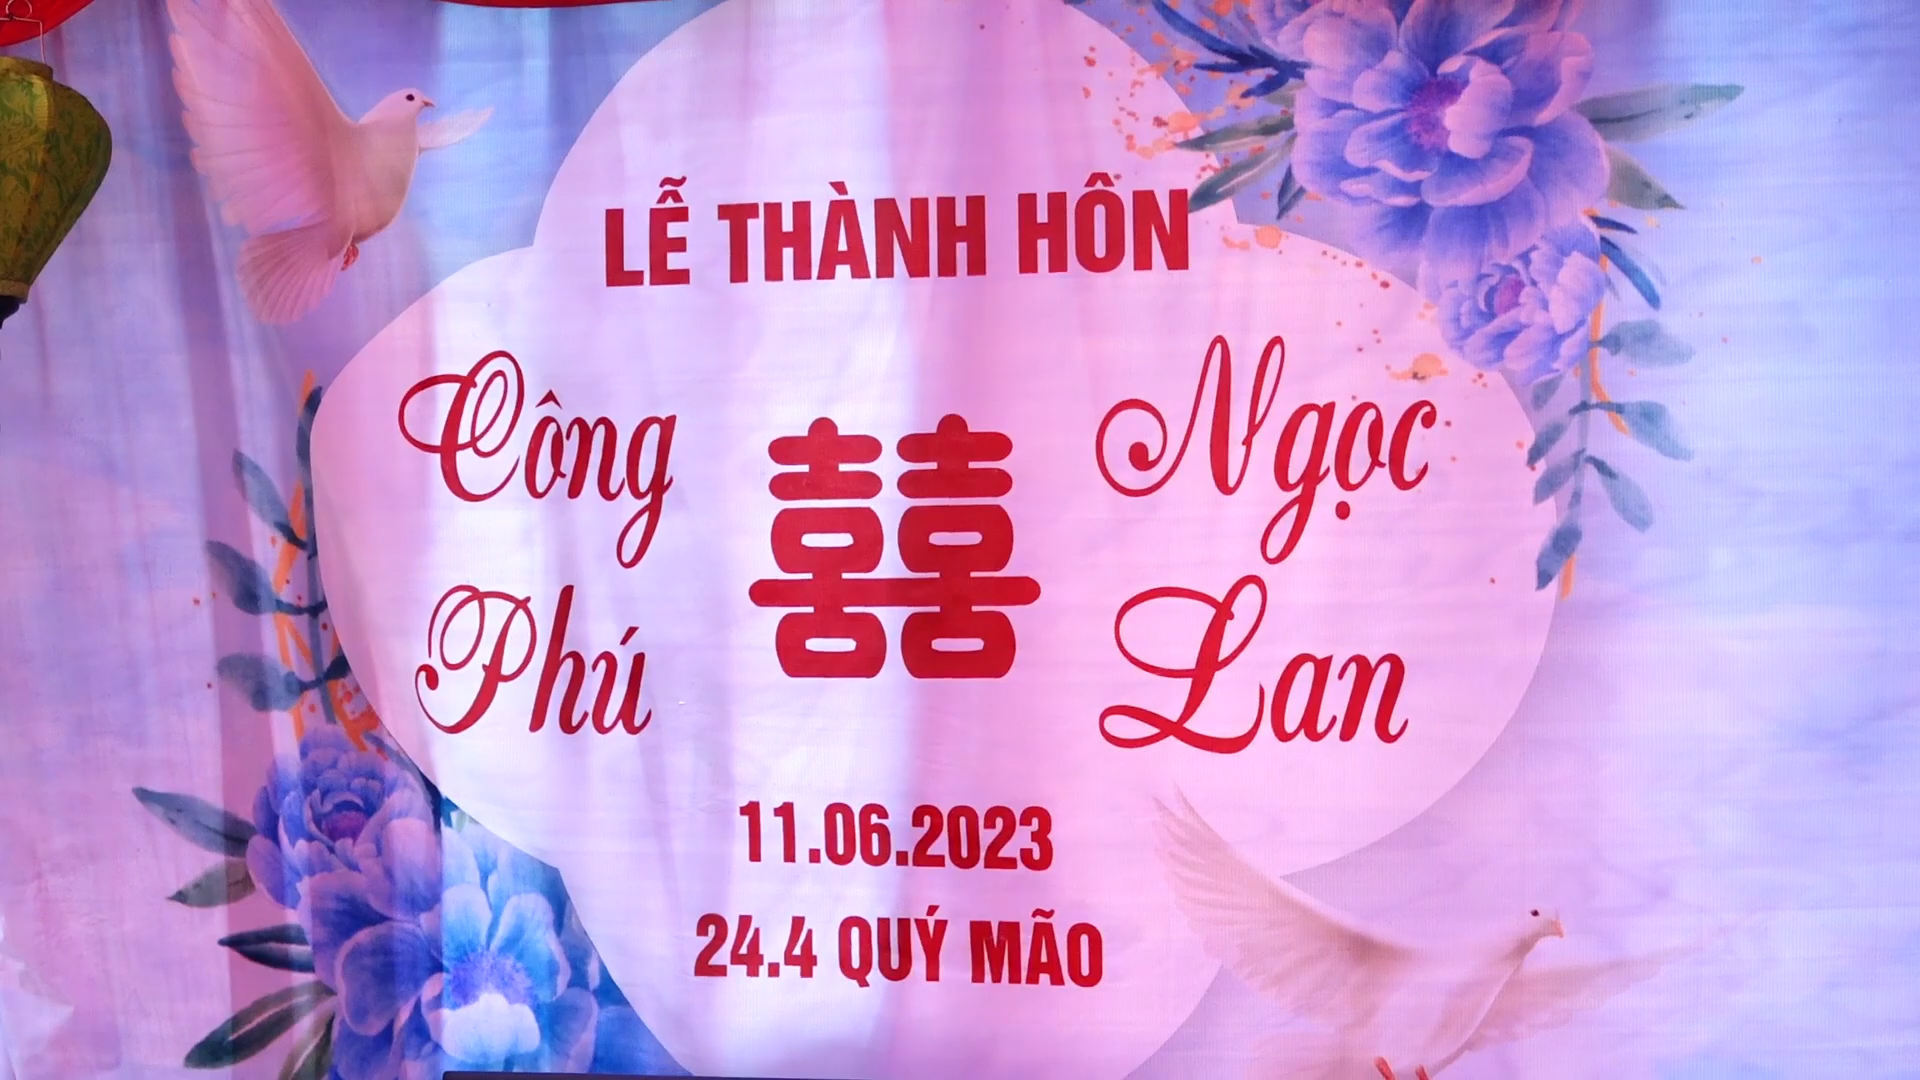 LỄ THÀNH HÔN
Công Phú
囍
Ngọc Lan
11.06.2023
24.4 QUÝ MÃO